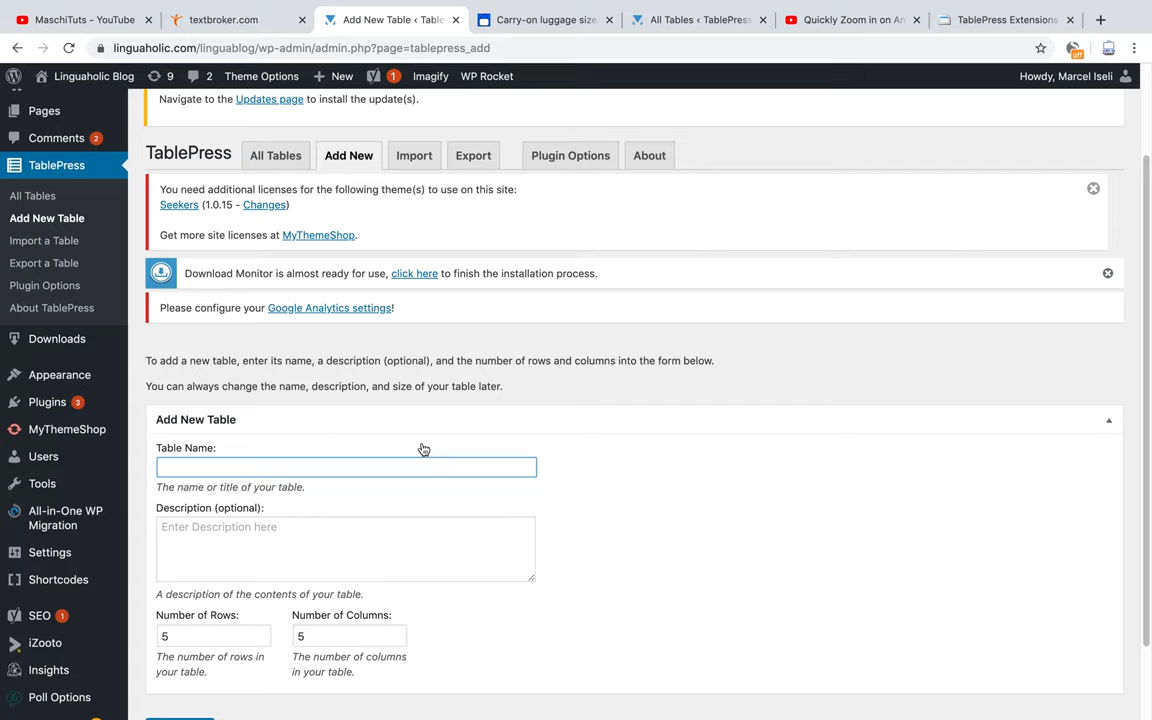 MaschiTuts - YouTube
textbroker.com
Add New Table ‹ Table
Carry-on luggage size,
All Tables ‹ TablePress
Quickly Zoom in on An
TablePress Extensions
linguaholic.com/linguablog/wp-admin/admin.php?page=tablepress_add
off
Linguaholic Blog
9
2
Theme Options
New
1
Imagify
WP Rocket
Howdy, Marcel Iseli
Pages
Comments 2
TablePress
All Tables
Add New Table
Import a Table
Export a Table
Plugin Options
About TablePress
Downloads
Appearance
Plugins 3
MyThemeShop
Users
Tools
All-in-One WP
Migration
Settings
Shortcodes
SEO 1
iZooto
Insights
Poll Options
Navigate to the Updates page to install the update(s).
TablePress
All Tables
Add New
Import
Export
Plugin Options
About
You need additional licenses for the following theme(s) to use on this site:
Seekers (1.0.15 - Changes)
Get more site licenses at MyThemeShop.
Download Monitor is almost ready for use, click here to finish the installation process.
Please configure your Google Analytics settings!
To add a new table, enter its name, a description (optional), and the number of rows and columns into the form below.
You can always change the name, description, and size of your table later.
Add New Table
Table Name:
The name or title of your table.
Description (optional):
Enter Description here
A description of the contents of your table.
Number of Rows:
Number of Columns:
5
5
The number of rows in
your table.
The number of columns
in your table.